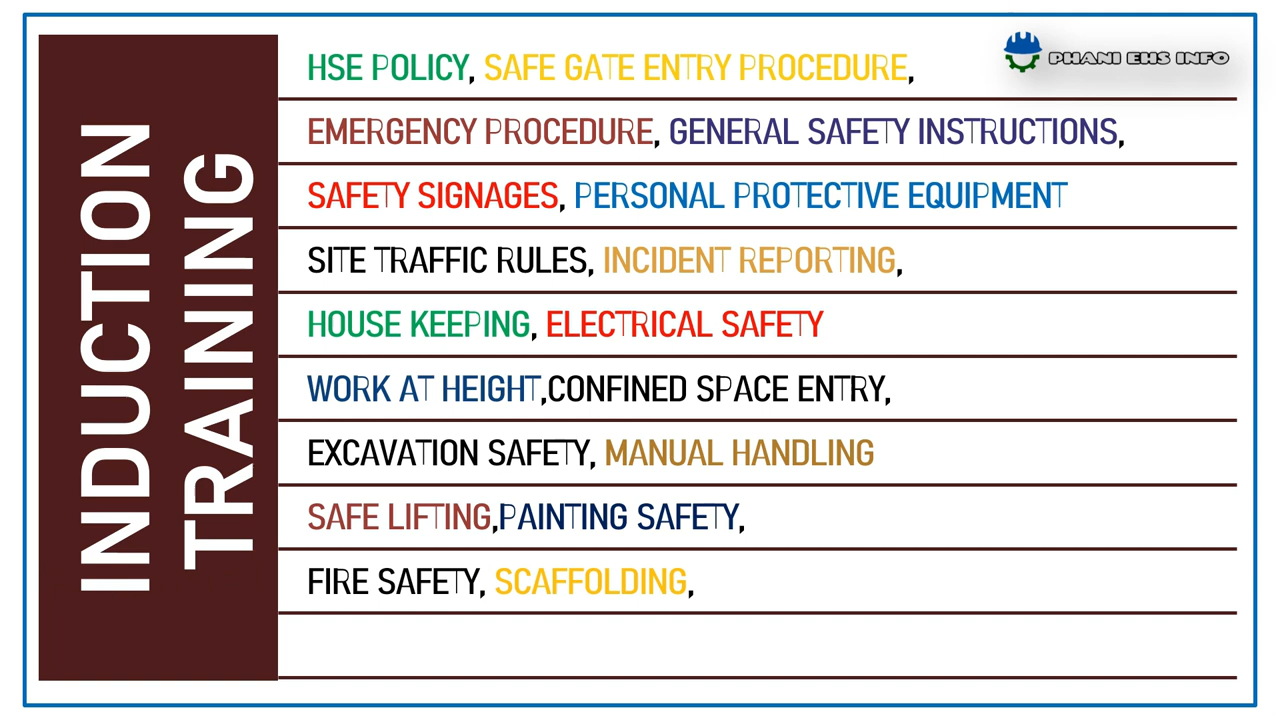 INDUCTION
TRAINING
HSE POLICY, SAFE GATE ENTRY PROCEDURE,
PHANI EHS INFO
EMERGENCY PROCEDURE, GENERAL SAFETY INSTRUCTIONS,
SAFETY SIGNAGES, PERSONAL PROTECTIVE EQUIPMENT
SITE TRAFFIC RULES, INCIDENT REPORTING,
HOUSE KEEPING, ELECTRICAL SAFETY
WORK AT HEIGHT,CONFINED SPACE ENTRY,
EXCAVATION SAFETY, MANUAL HANDLING
SAFE LIFTING,PAINTING SAFETY,
FIRE SAFETY, SCAFFOLDING,